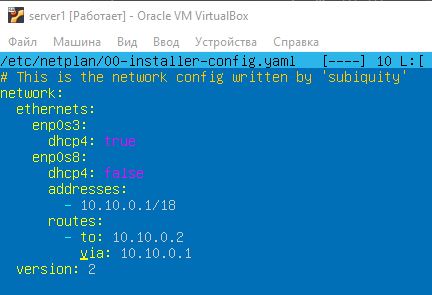 server1 [Работает] - Oracle VM VirtualBox
Файл Машина Вид Ввод Устройства Справка
/etc/netplan/00-installer-config.yaml [----] 10 L:[
# This is the network config written by 'subiquity'
network:
  ethernets:
    enp0s3:
      dhcp4: true
    enp0s8:
      dhcp4: false
      addresses:
        - 10.10.0.1/18
      routes:
        - to: 10.10.0.2
          via: 10.10.0.1
  version: 2